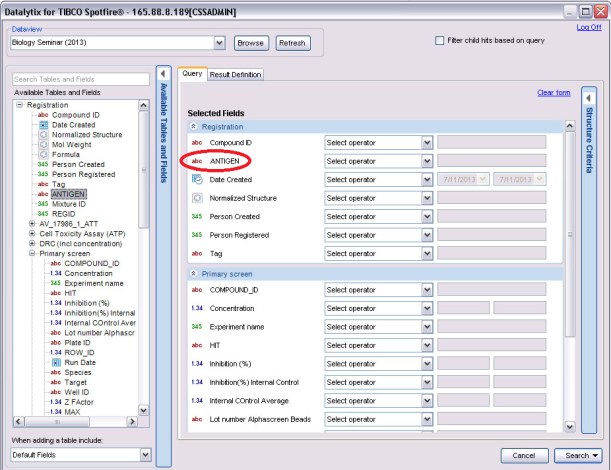 Datalytix for TIBCO Spotfire® - 165.88.8.189[CSSADMIN]
Log Off
Dataview
Biology Seminar (2013)
Browse
Refresh
Filter child hits based on query
Search Tables and Fields
Available Tables and Fields
Registration
abc Compound ID
Date Created
Normalized Structure
Mol Weight
Formula
345 Person Created
345 Person Registered
abc Tag
abc ANTIGEN
345 Mixture ID
345 REGID
AV_17986_1_ATT
Cell Toxicity Assay (ATP)
DRC (incl concentration)
Primary screen
abc COMPOUND_ID
1.34 Concentration
345 Experiment name
abc HIT
1.34 Inhibition (%)
1.34 Inhibition(%) Internal
1.34 Internal COntrol Aver
abc Lot number Alphascr
abc Plate ID
1.34 ROW_ID
Run Date
abc Species
abc Target
abc Well ID
1.34 Z FActor
1.34 MAX
When adding a table include:
Default Fields
Available Tables and Fields
Query
Result Definition
Clear form
Selected Fields
Registration
abc Compound ID Select operator
abc ANTIGEN Select operator
Date Created Select operator 7/11/2013 7/11/2013
Normalized Structure Select operator
345 Person Created Select operator
345 Person Registered Select operator
abc Tag Select operator
Primary screen
abc COMPOUND_ID Select operator
1.34 Concentration Select operator
345 Experiment name Select operator
abc HIT Select operator
1.34 Inhibition (%) Select operator
1.34 Inhibition(%) Internal Control Select operator
1.34 Internal COntrol Average Select operator
abc Lot number Alphascreen Beads Select operator
Structure Criteria
Cancel
Search